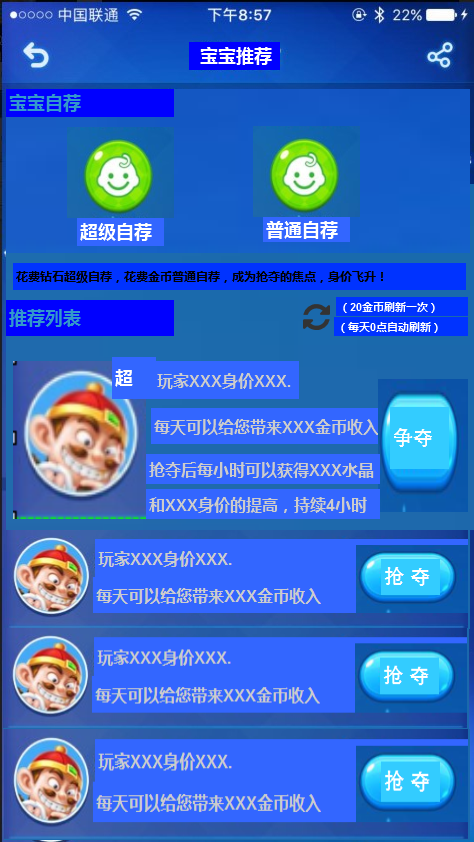 中国联通 下午8:57 22%
宝宝推荐
宝宝自荐
超级自荐 普通自荐
花费钻石超级自荐，花费金币普通自荐，成为抢夺的焦点，身价飞升！
推荐列表
（20金币刷新一次）
（每天0点自动刷新）
超 玩家XXX身价XXX.
每天可以给您带来XXX金币收入
争夺
抢夺后每小时可以获得XXX水晶
和XXX身价的提高，持续4小时
玩家XXX身价XXX.
抢 夺
每天可以给您带来XXX金币收入
玩家XXX身价XXX.
抢 夺
每天可以给您带来XXX金币收入
玩家XXX身价XXX.
抢 夺
每天可以给您带来XXX金币收入